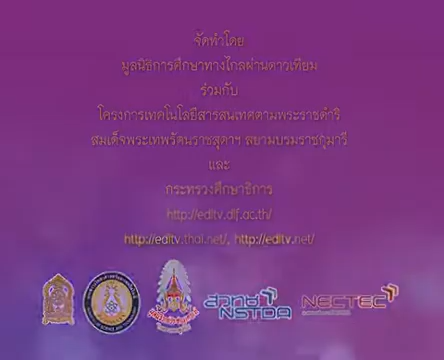 จัดทำโดย
มูลนิธิการศึกษาทางไกลผ่านดาวเทียม
ร่วมกับ
โครงการเทคโนโลยีสารสนเทศตามพระราชดำริ
สมเด็จพระเทพรัตนราชสุดาฯ สยามบรมราชกุมารี
และ
กระทรวงศึกษาธิการ
http://edltv.dlf.ac.th/
http://edltv.thai.net/, http://edltv.net/
สวทช NECTEC
NSTDA